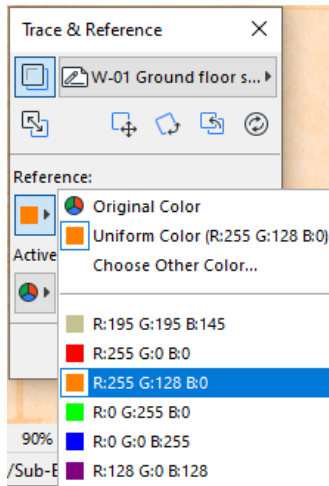 Trace & Reference
W-01 Ground floor s...
Reference:
Original Color
Uniform Color (R:255 G:128 B:0)
Active
Choose Other Color...
R:195 G:195 B:145
R:255 G:0 B:0
R:255 G:128 B:0
R:0 G:255 B:0
90%
R:0 G:0 B:255
/Sub-E
R:128 G:0 B:128